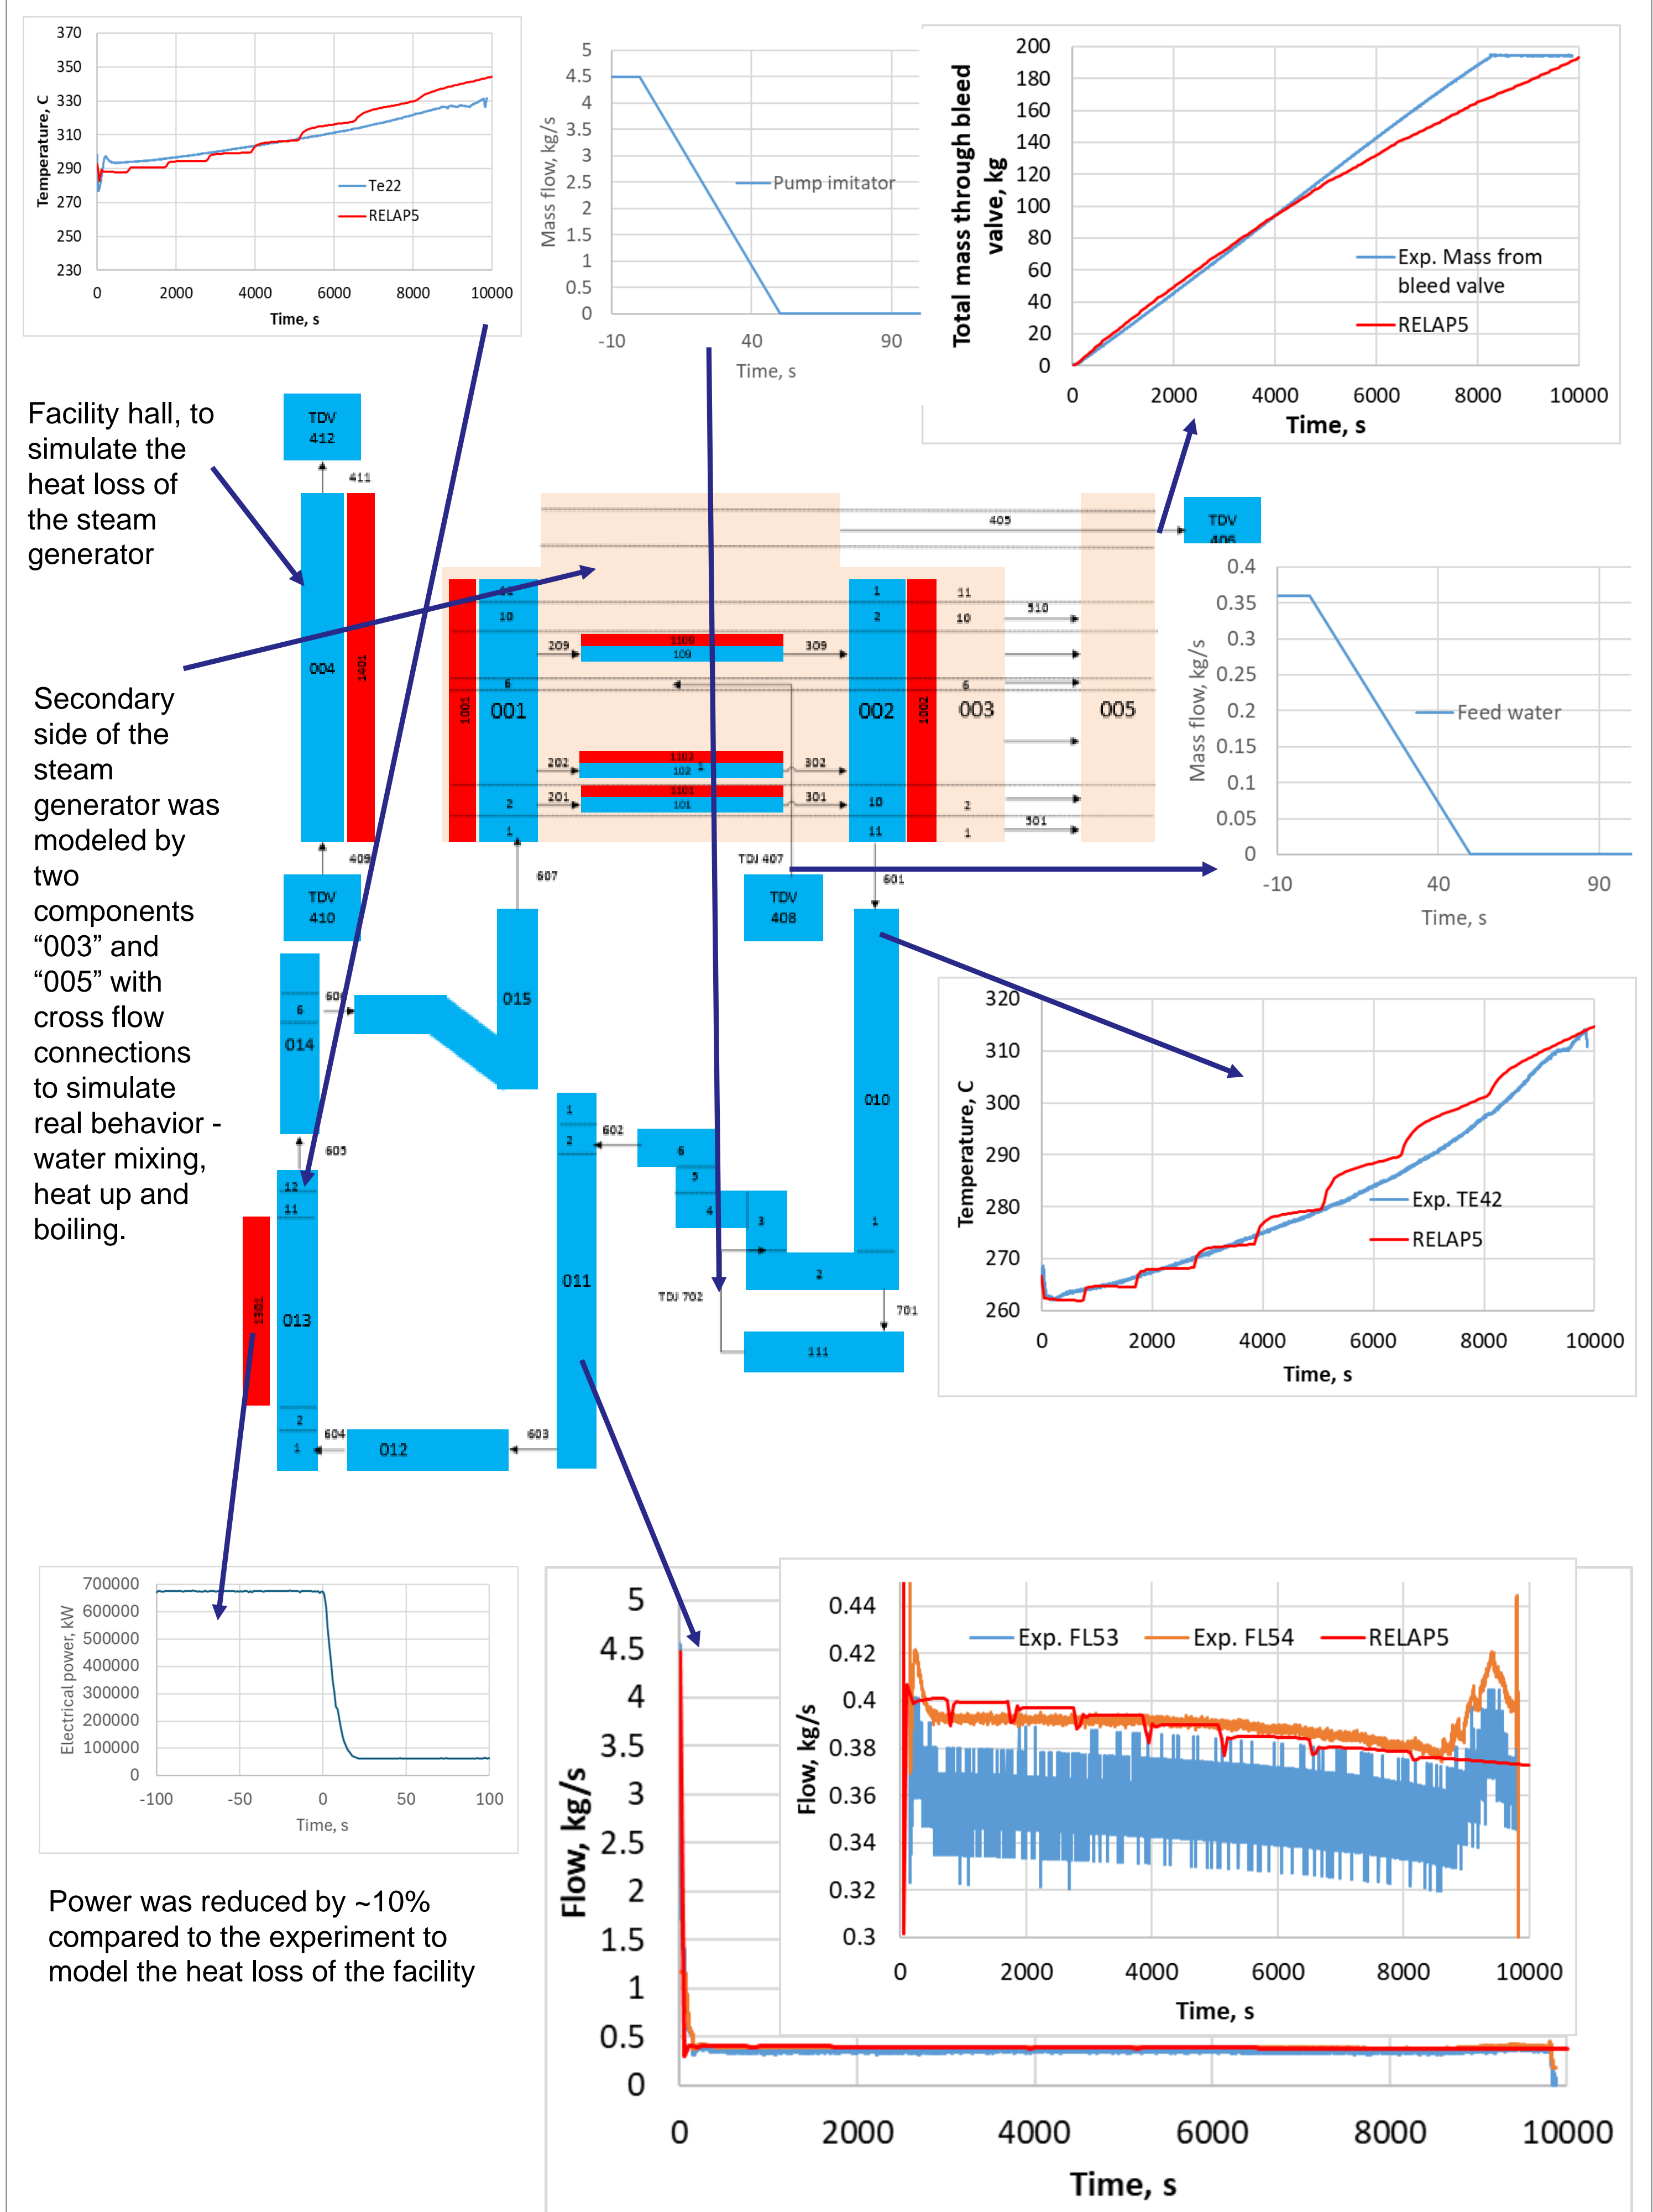 370
350
330
310
290
270
250
230
Temperature, C
Te22
RELAP5
0 2000 4000 6000 8000 10000
Time, s
5
4.5
4
3.5
3
2.5
2
1.5
1
0.5
0
Mass flow, kg/s
Pump imitator
-10 40 90
Time, s
200
180
160
140
120
100
80
60
40
20
0
Total mass through bleed
valve, kg
Exp. Mass from
bleed valve
RELAP5
0 2000 4000 6000 8000 10000
Time, s
Facility hall, to
simulate the
heat loss of
the steam
generator
TDV
412
411
004
1401
409
TDV
410
Secondary
side of the
steam
generator was
modeled by
two
components
“003” and
“005” with
cross flow
connections
to simulate
real behavior -
water mixing,
heat up and
boiling.
405
TDV
406
11
10
6
2
1
001
1001
209
1109
109
309
202
1102
102
302
201
1101
101
301
1
2
10
11
002
1002
11
10
6
003
2
1
510
501
005
TDJ 407
TDV
408
601
607
0.4
0.35
0.3
0.25
0.2
0.15
0.1
0.05
0
Mass flow, kg/s
Feed water
-10 40 90
Time, s
6
014
606
015
605
12
11
013
1301
2
1
604
012
603
1
2
011
602
6
5
4
3
2
1
010
TDJ 702
701
111
320
310
300
290
280
270
260
Temperature, C
Exp. TE42
RELAP5
0 2000 4000 6000 8000 10000
Time, s
700000
600000
500000
400000
300000
200000
100000
0
Electrical power, kW
-100 -50 0 50 100
Time, s
Power was reduced by ~10%
compared to the experiment to
model the heat loss of the facility
5
4.5
4
3.5
3
2.5
2
1.5
1
0.5
0
Flow, kg/s
0 2000 4000 6000 8000 10000
Time, s
0.44
0.42
0.4
0.38
0.36
0.34
0.32
0.3
Flow, kg/s
Exp. FL53 Exp. FL54 RELAP5
0 2000 4000 6000 8000 10000
Time, s